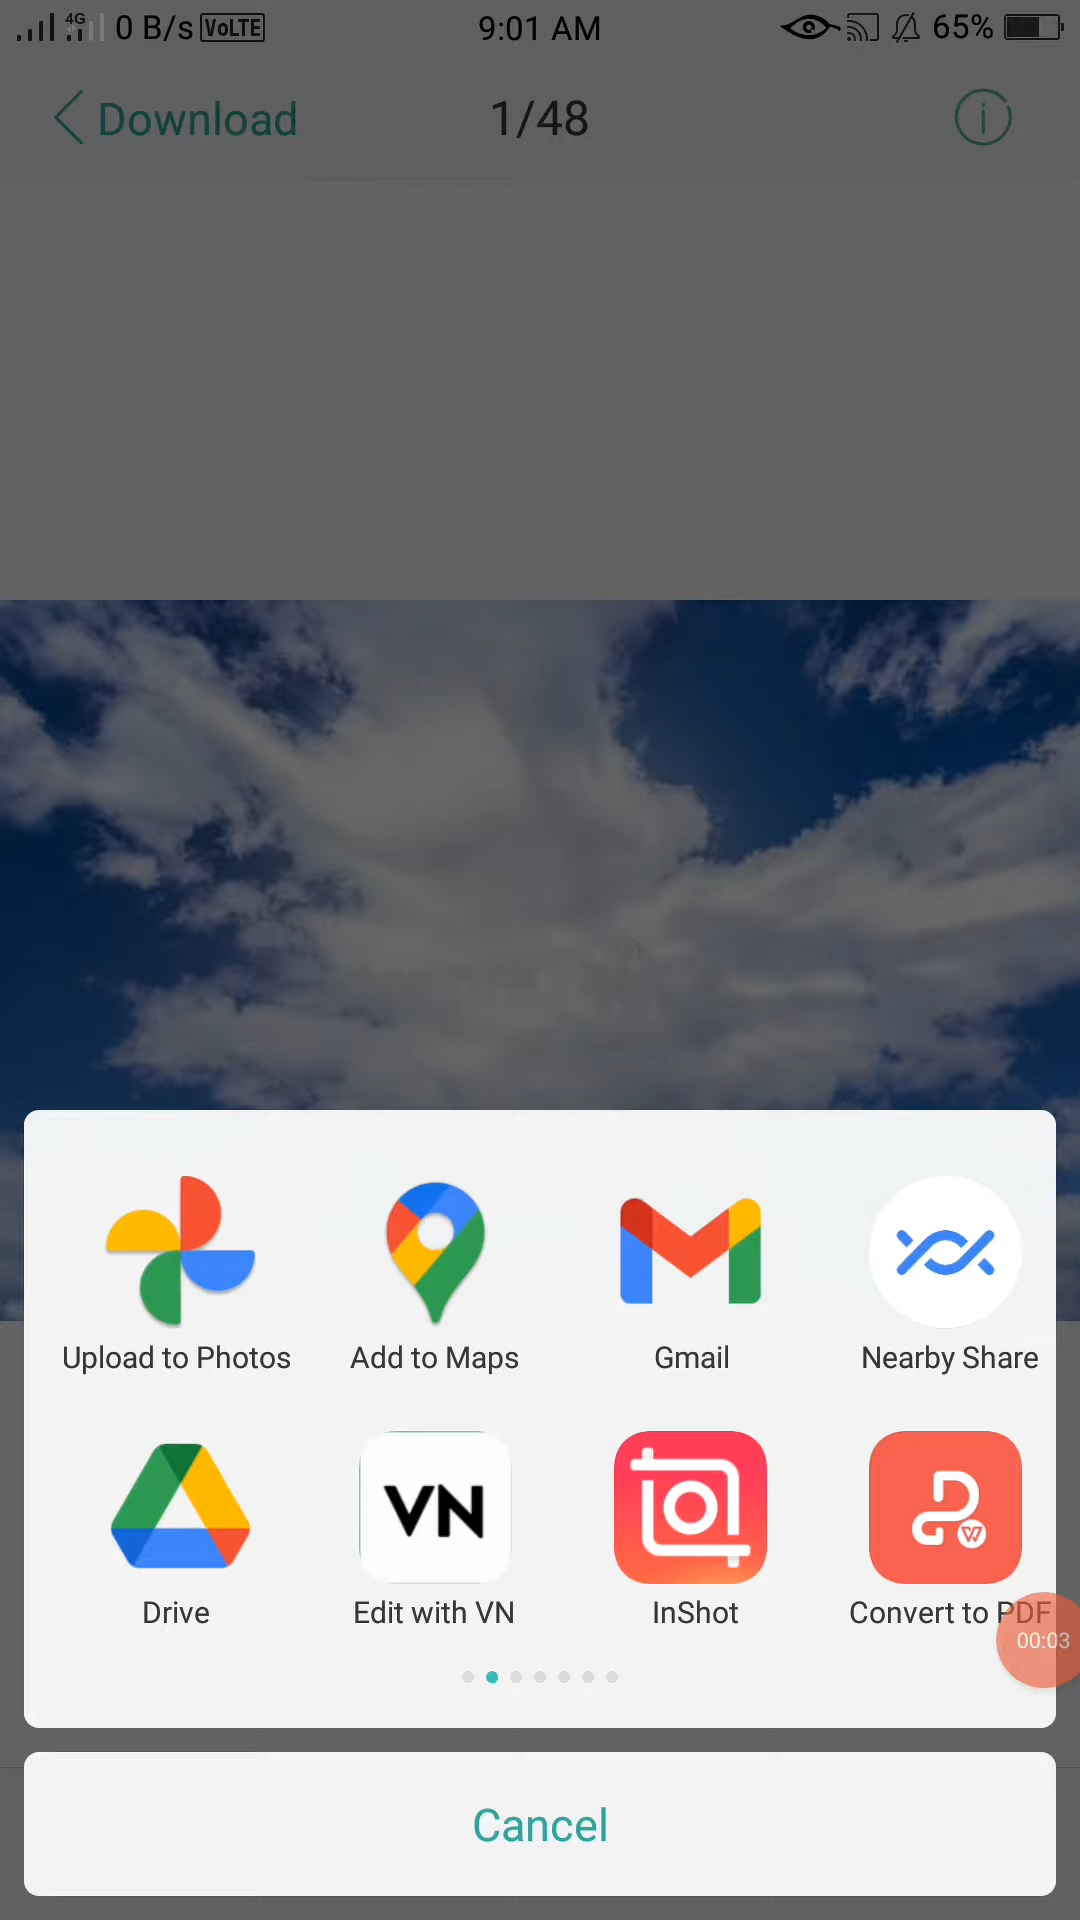 4G 0 B/s VoLTE 9:01 AM 65%
Download 1/48
Upload to Photos Add to Maps Gmail Nearby Share
VN
Drive Edit with VN InShot Convert to PDF
00:03
Cancel